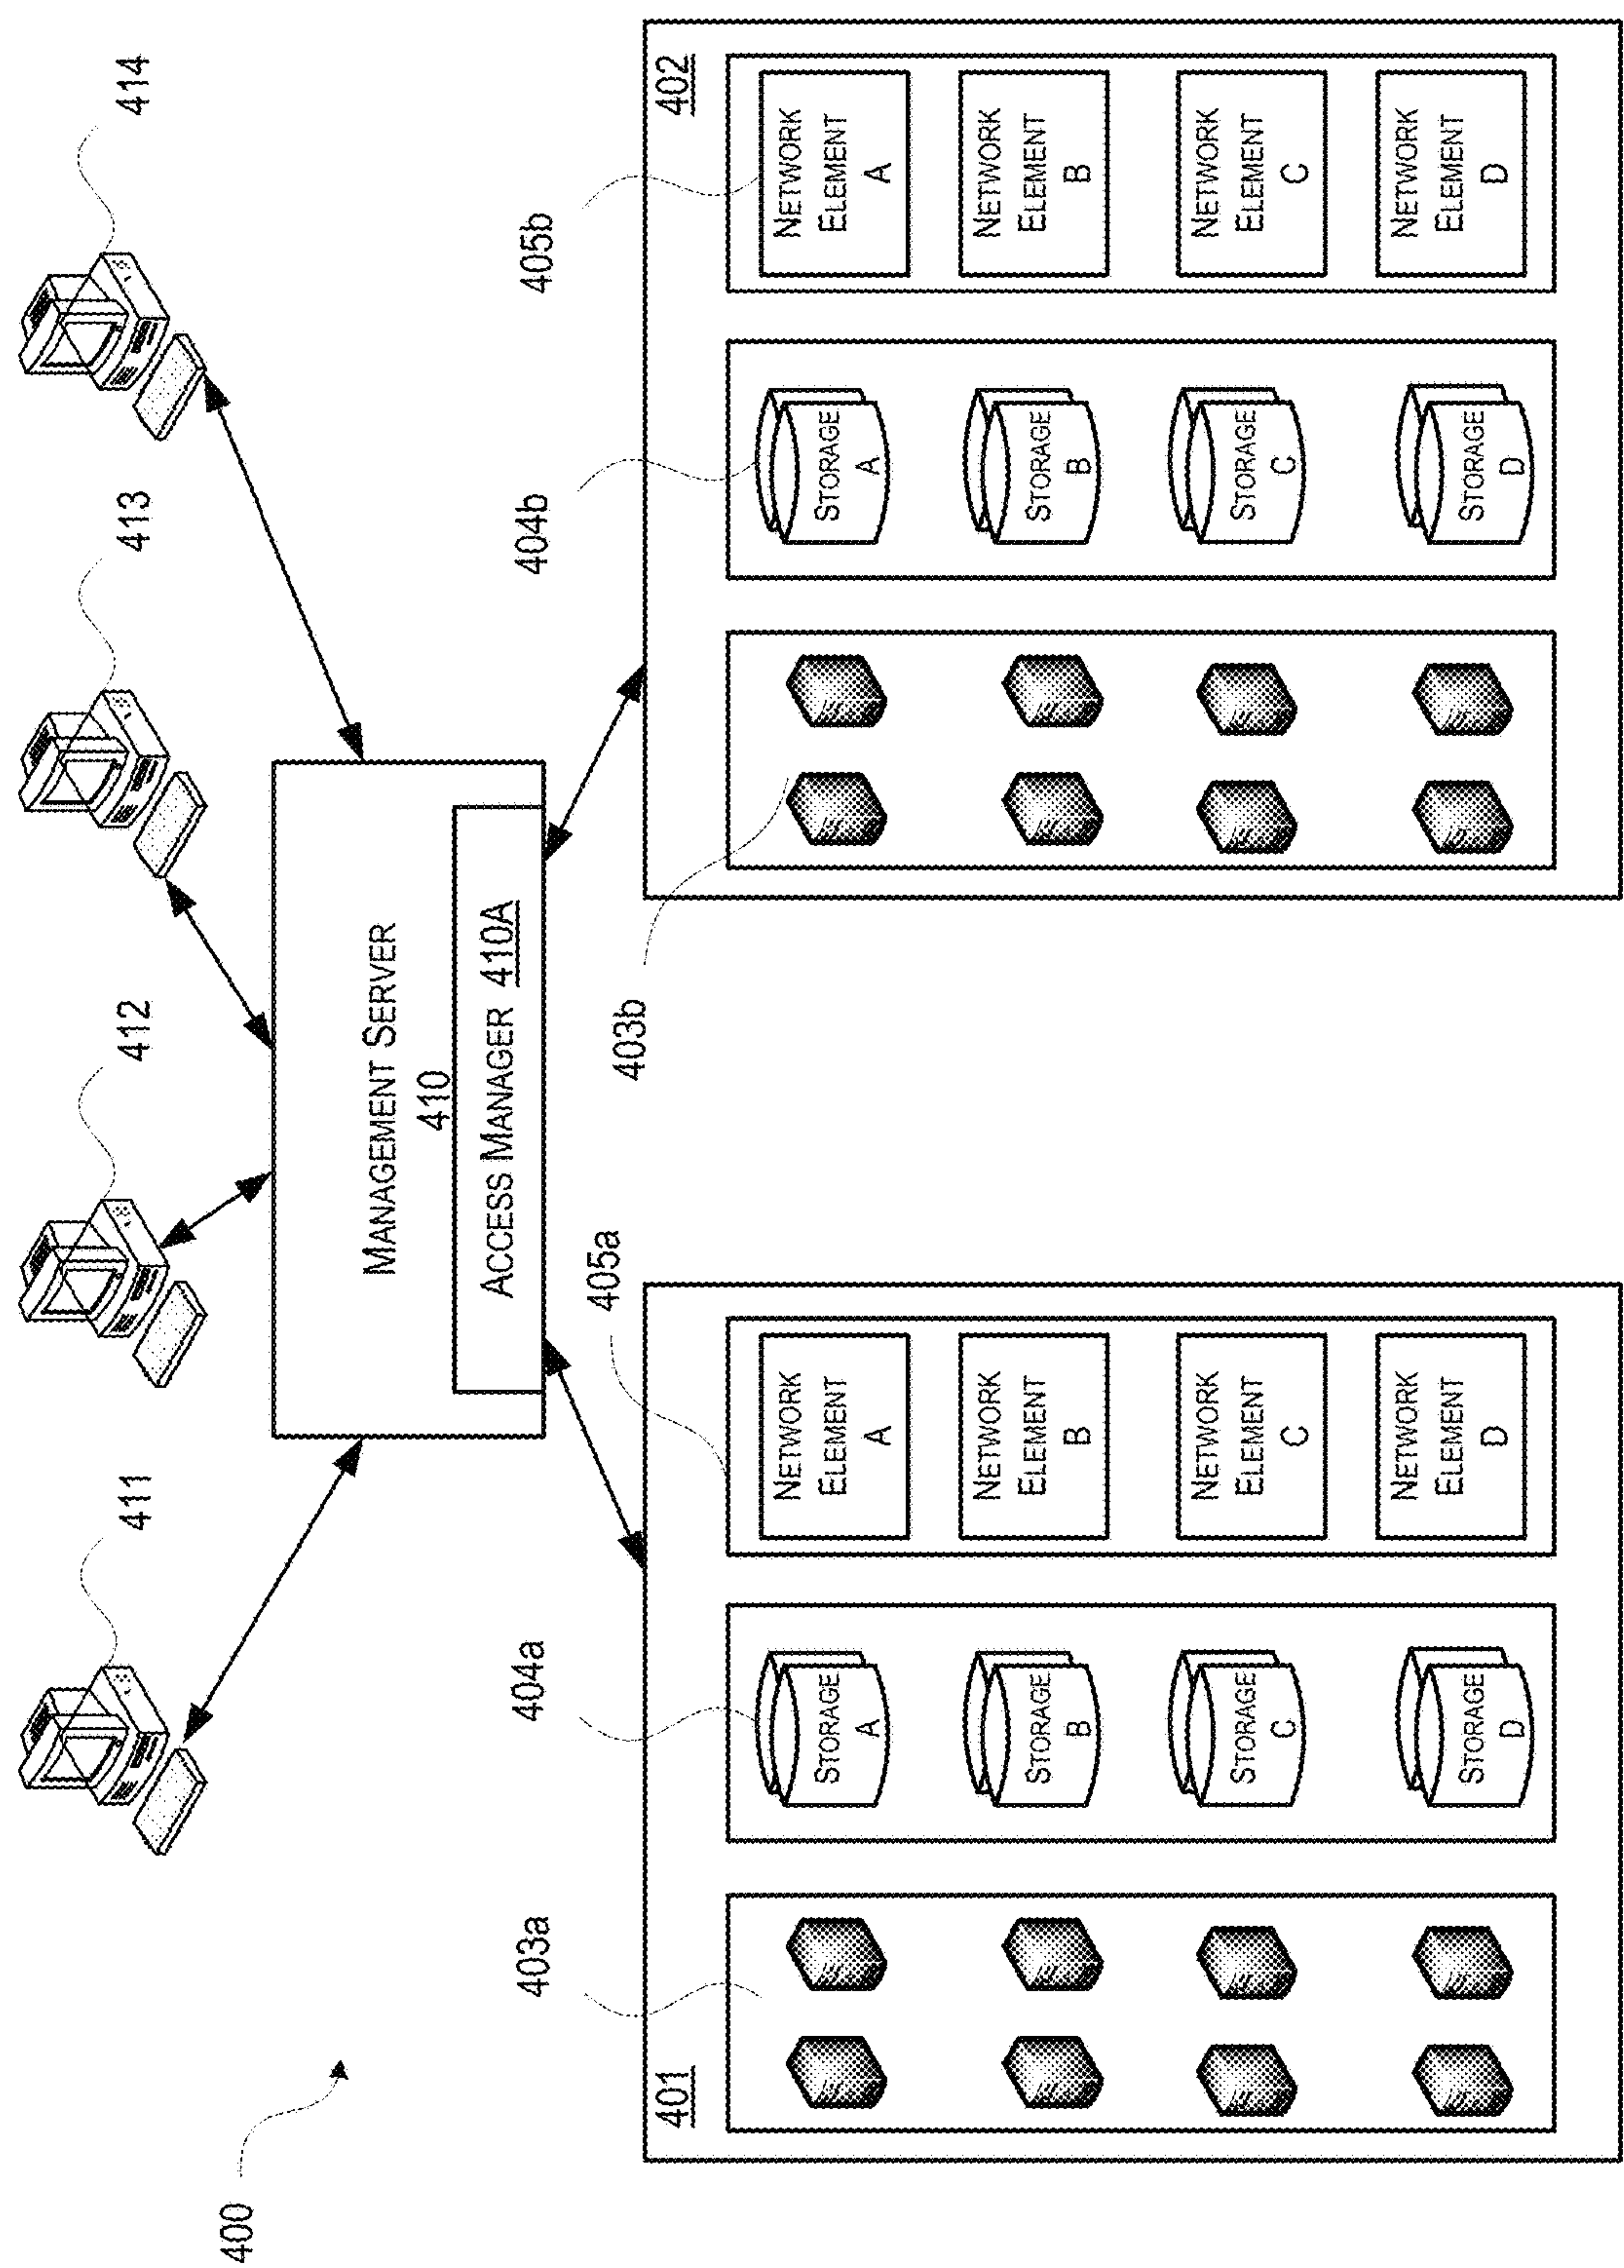 400
411
412
413
414
MANAGEMENT SERVER
410
ACCESS MANAGER 410A
401
403a
404a
405a
STORAGE
A
STORAGE
B
STORAGE
C
STORAGE
D
NETWORK
ELEMENT
A
NETWORK
ELEMENT
B
NETWORK
ELEMENT
C
NETWORK
ELEMENT
D
402
403b
404b
405b
STORAGE
A
STORAGE
B
STORAGE
C
STORAGE
D
NETWORK
ELEMENT
A
NETWORK
ELEMENT
B
NETWORK
ELEMENT
C
NETWORK
ELEMENT
D